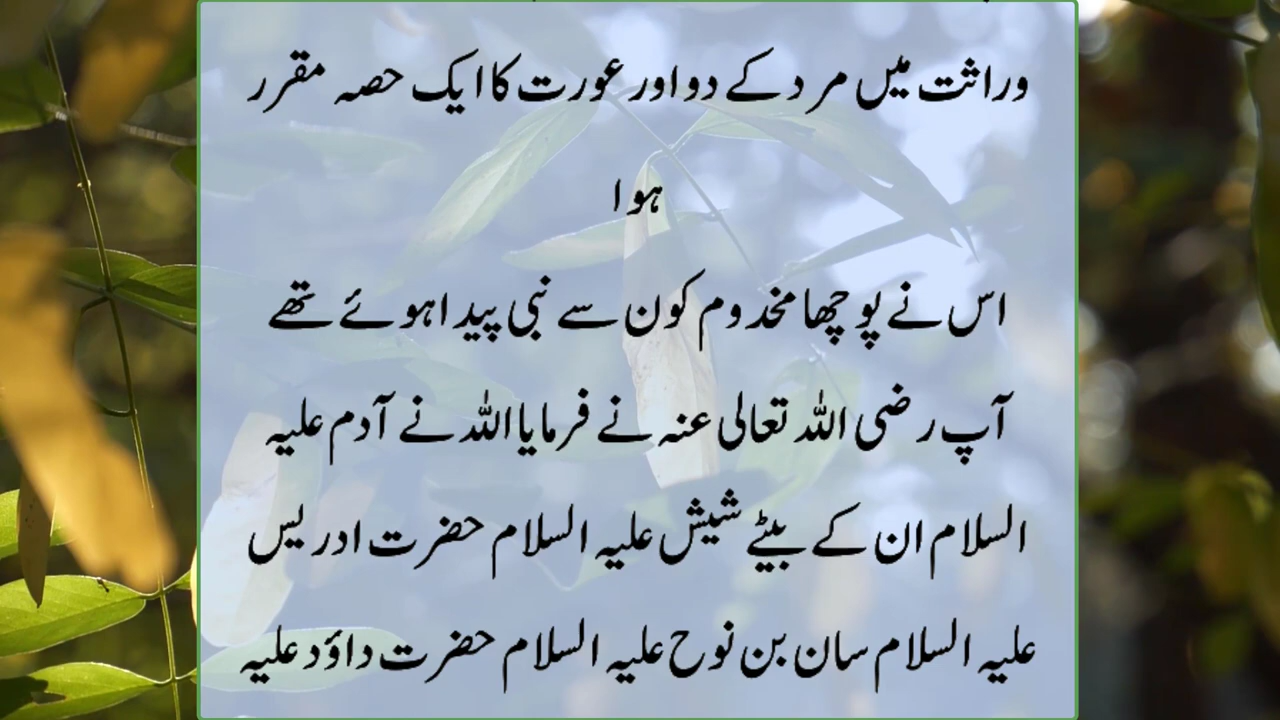 وراثت میں مرد کے دو اور عورت کا ایک حصہ مقرر
ہوا
اس نے پوچھا مخدوم کون سے نبی پیدا ہوئے تھے
آپ رضی اللہ تعالی عنہ نے فرمایا اللہ نے آدم علیہ
السلام ان کے بیٹے شیش علیہ السلام حضرت ادریس
علیہ السلام سان بن نوح علیہ السلام حضرت داؤد علیہ